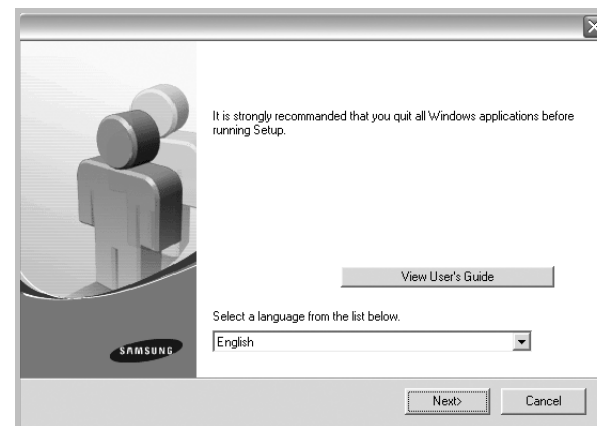 It is strongly recommanded that you quit all Windows applications before
running Setup.
View User's Guide
Select a language from the list below.
English
SAMSUNG
Next>
Cancel